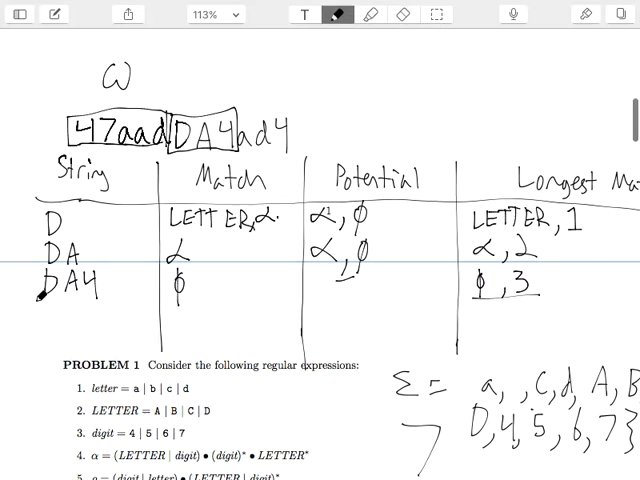 113%
T
ω
47aadDA4ad4
String Match Potential Longest Ma
D LETTER, α. α, φ LETTER, 1
DA α α, φ α, 2
DA4 φ φ, 3
PROBLEM 1 Consider the following regular expressions:
1. letter = a | b | c | d
2. LETTER = A | B | C | D
3. digit = 4 | 5 | 6 | 7
4. α = (LETTER | digit) • (digit)* • LETTER*
Σ = a, , C, d, A, B
D, 4, 5, 6, 7}